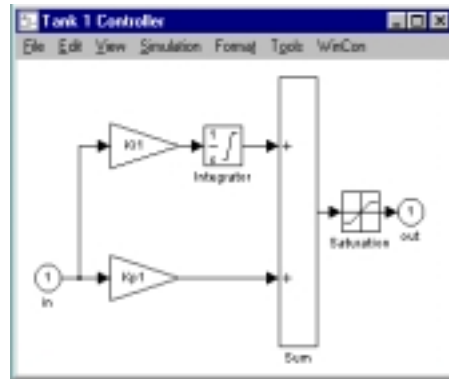 Tank 1 Controller
File Edit View Simulation Format Tools WinCon
Ki1
1
s
Integrator
+
1
out
Saturation
1
in
Kp1
+
Sum